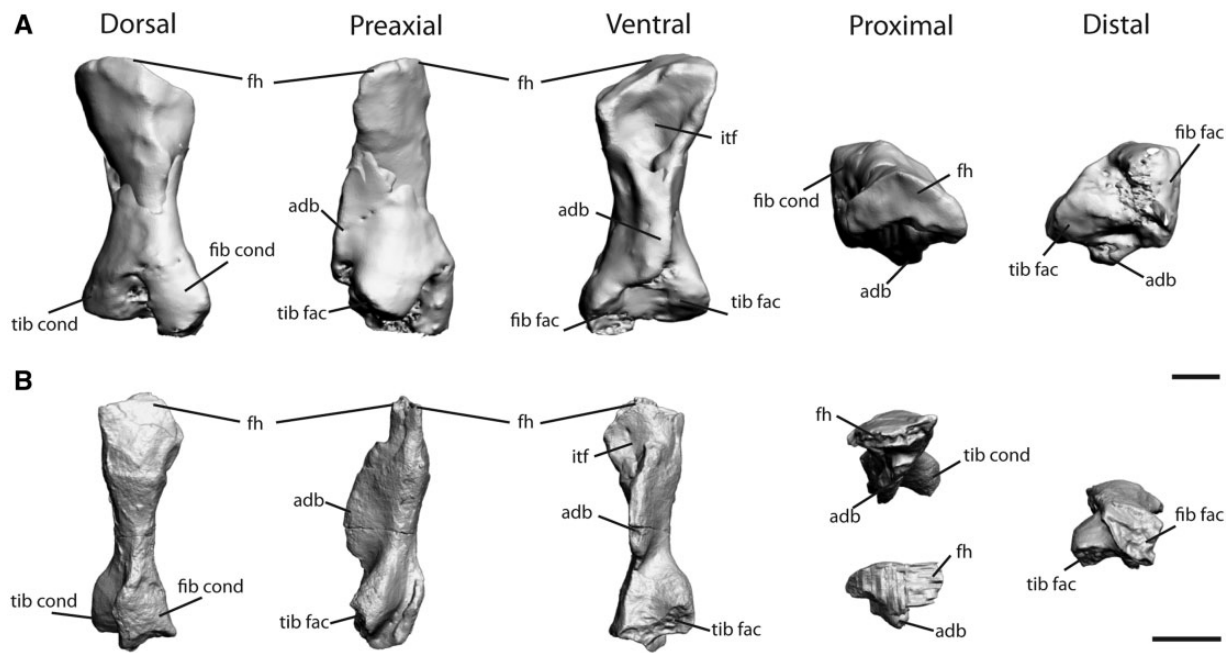 Dorsal Preaxial Ventral Proximal Distal
A
fh
fh
itf
fib fac
fh
fib cond
adb
adb
fib cond
tib fac
adb
adb
tib cond
tib fac
fib fac
tib fac
B
fh
fh
fh
itf
tib cond
adb
adb
adb
fib fac
fh
tib fac
fib cond
tib cond
tib fac
tib fac
adb